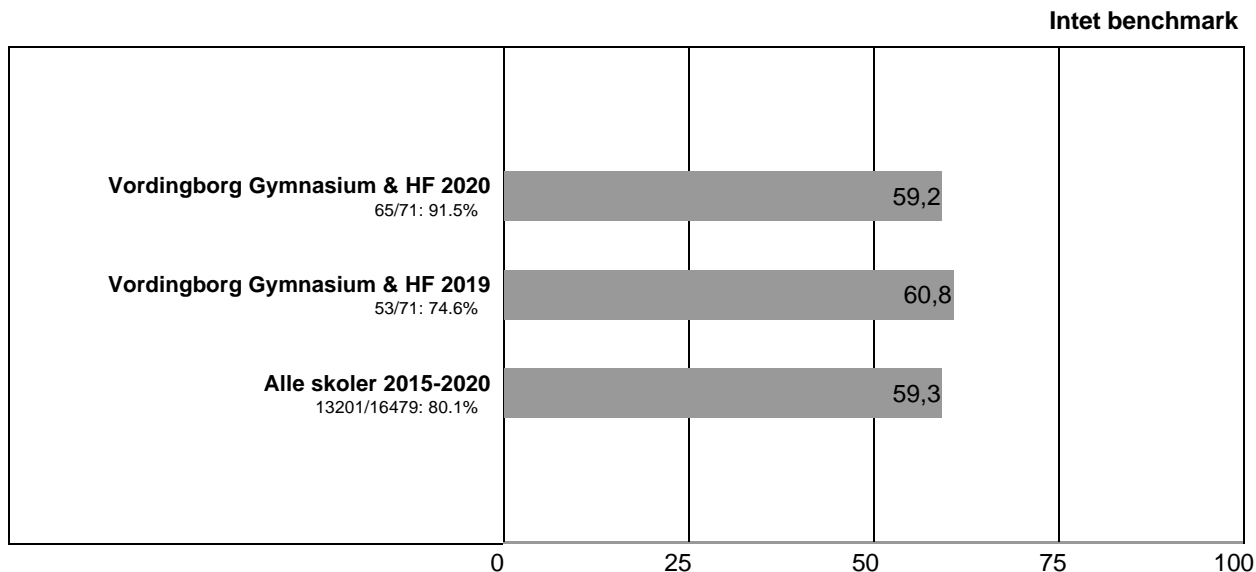 Intet benchmark
Vordingborg Gymnasium & HF 2020
65/71: 91.5%
59,2
Vordingborg Gymnasium & HF 2019
53/71: 74.6%
60,8
Alle skoler 2015-2020
13201/16479: 80.1%
59,3
0 25 50 75 100